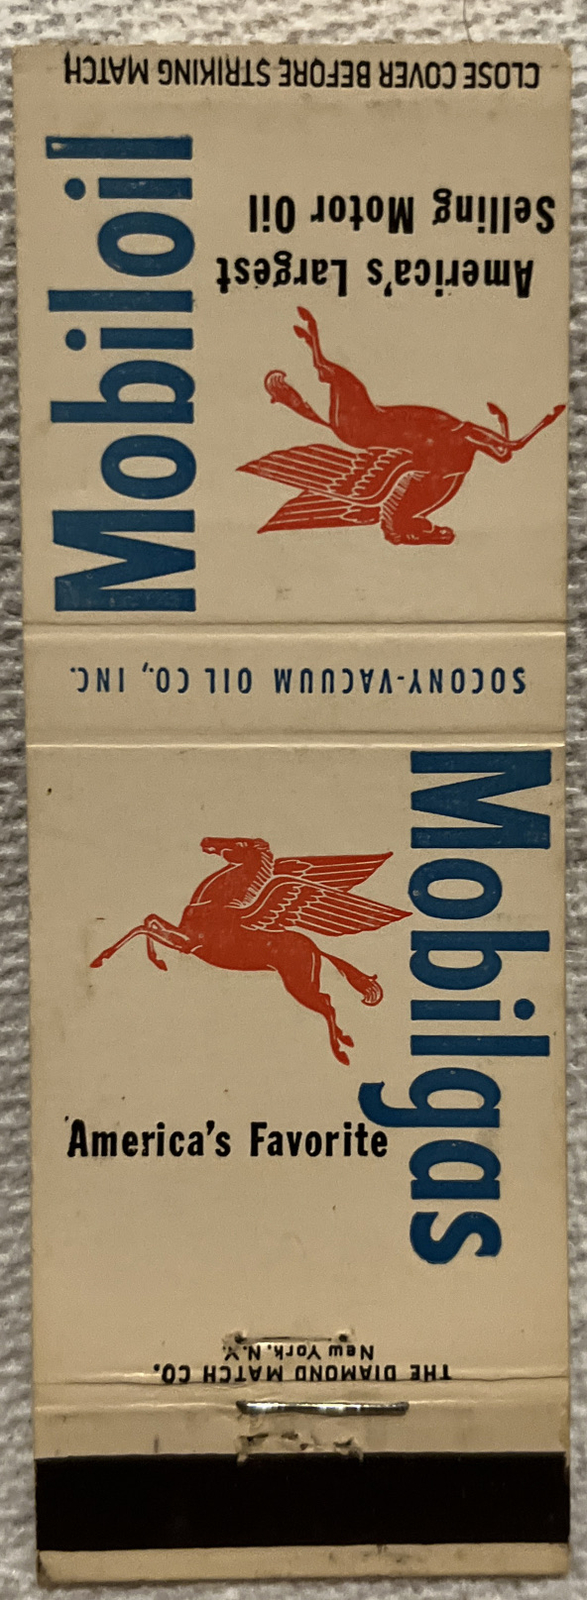 CLOSE COVER BEFORE STRIKING MATCH
Mobiloil
America's Largest
Selling Motor Oil
SOCONY-VACUUM OIL CO., INC.
Mobilgas
America's Favorite
THE DIAMOND MATCH CO.
New York, N.Y.